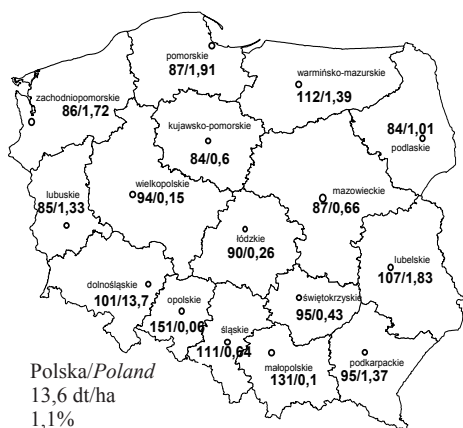 pomorskie
87/1,91
warmińsko-mazurskie
112/1,39
zachodniopomorskie
86/1,72
kujawsko-pomorskie
84/0,6
84/1,01
podlaskie
lubuskie
85/1,33
wielkopolskie
94/0,15
mazowieckie
87/0,66
łódzkie
90/0,26
lubelskie
107/1,83
dolnośląskie
101/13,7
opolskie
151/0,06
świętokrzyskie
95/0,43
śląskie
111/0,64
małopolskie
131/0,1
podkarpackie
95/1,37
Polska/Poland
13,6 dt/ha
1,1%